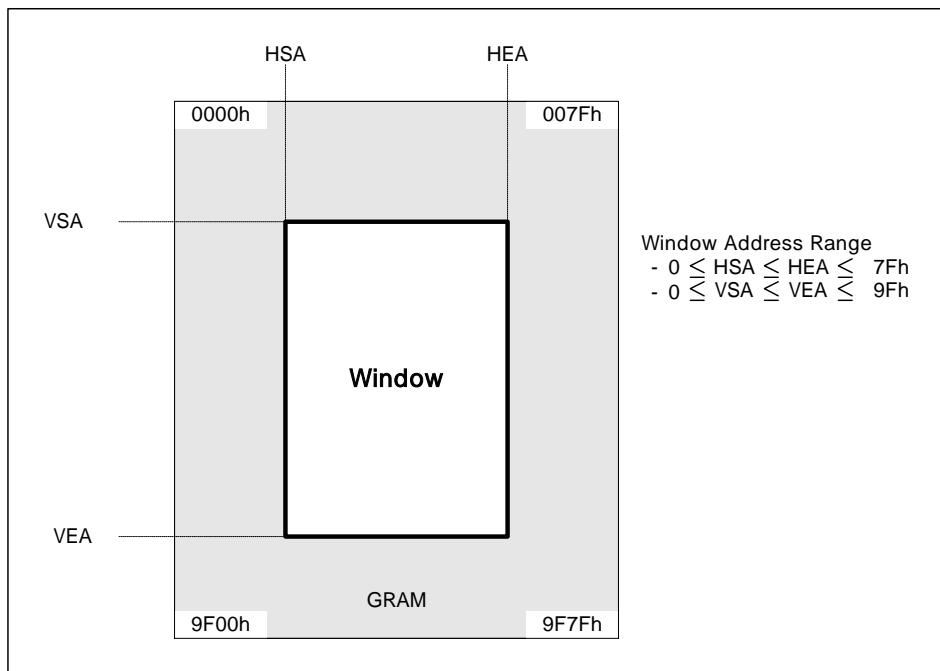 HSA HEA
0000h 007Fh
VSA
Window Address Range
- 0 ≤ HSA ≤ HEA ≤ 7Fh
- 0 ≤ VSA ≤ VEA ≤ 9Fh
Window
VEA
GRAM
9F00h 9F7Fh